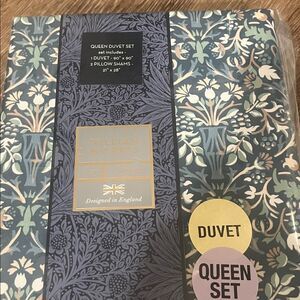 QUEEN DUVET SET
set includes -
1 DUVET - 90" x 90"
2 PILLOW SHAMS -
21" x 28"
Designed in England
DUVET
QUEEN
SET